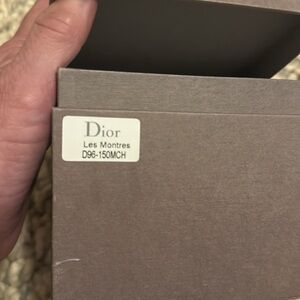 Dior
Les Montres
D96-150MCH